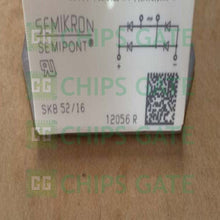 SEMIKRON
SEMIPONT®
SKB 52/16
12056 R
CHIPS GATE
CHIPS GATE
CHIPS GATE